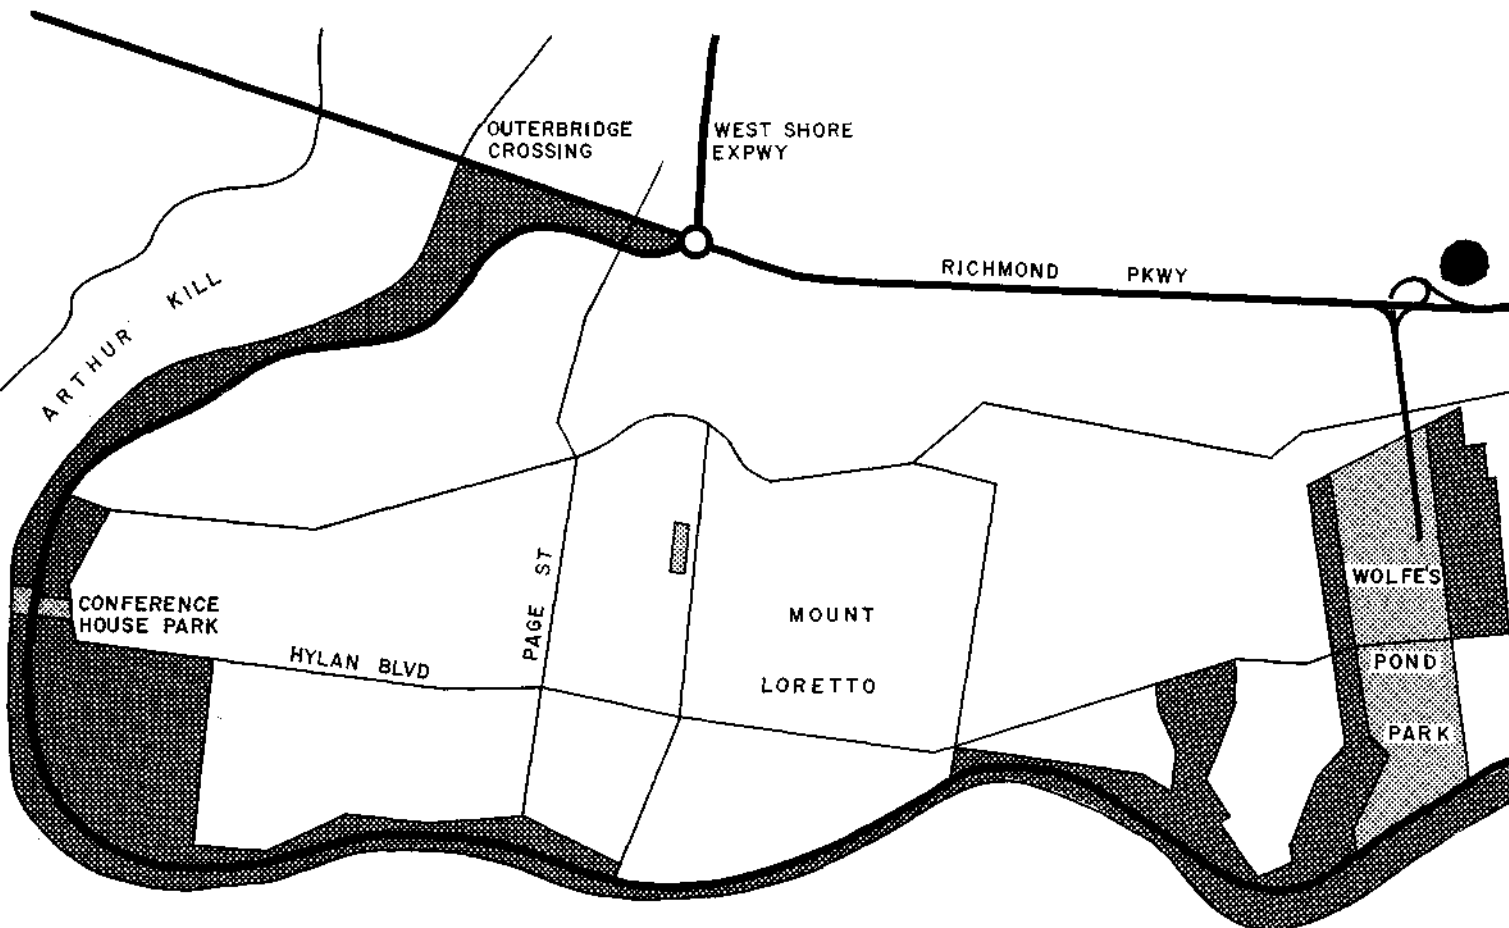 OUTERBRIDGE
CROSSING
WEST SHORE
EXPWY
RICHMOND PKWY
ARTHUR KILL
PAGE ST
WOLFE'S
CONFERENCE
HOUSE PARK
MOUNT
HYLAN BLVD
POND
LORETTO
PARK